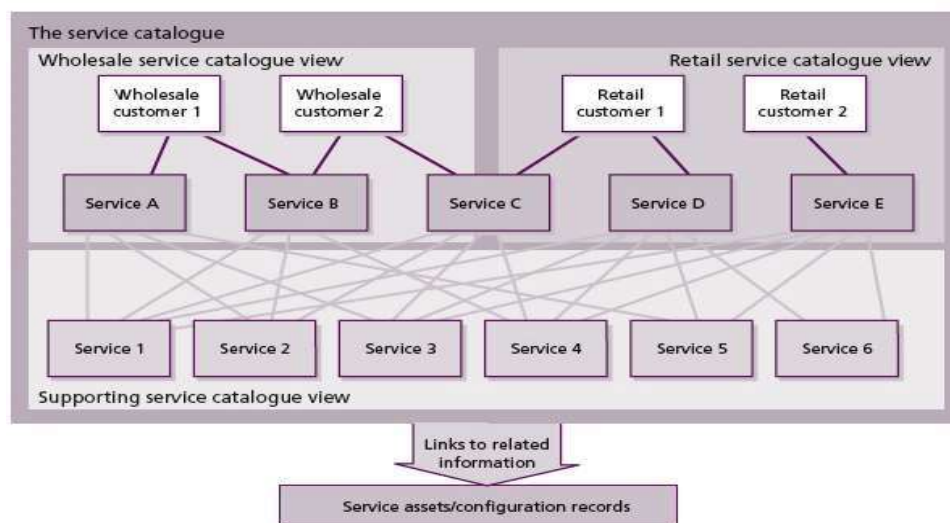 The service catalogue
Wholesale service catalogue view
Retail service catalogue view
Wholesale
customer 1
Wholesale
customer 2
Retail
customer 1
Retail
customer 2
Service A
Service B
Service C
Service D
Service E
Service 1
Service 2
Service 3
Service 4
Service 5
Service 6
Supporting service catalogue view
Links to related
information
Service assets/configuration records